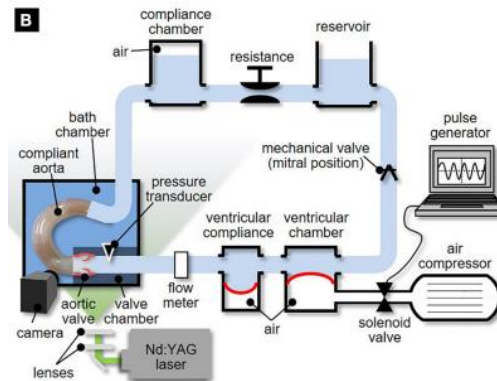 B
compliance
chamber
air
resistance
reservoir
bath
chamber
compliant
aorta
pressure
transducer
mechanical valve
(mitral position)
pulse
generator
ventricular
compliance
ventricular
chamber
air
compressor
flow
meter
air
solenoid
valve
camera
aortic
valve
valve
chamber
lenses
Nd:YAG
laser